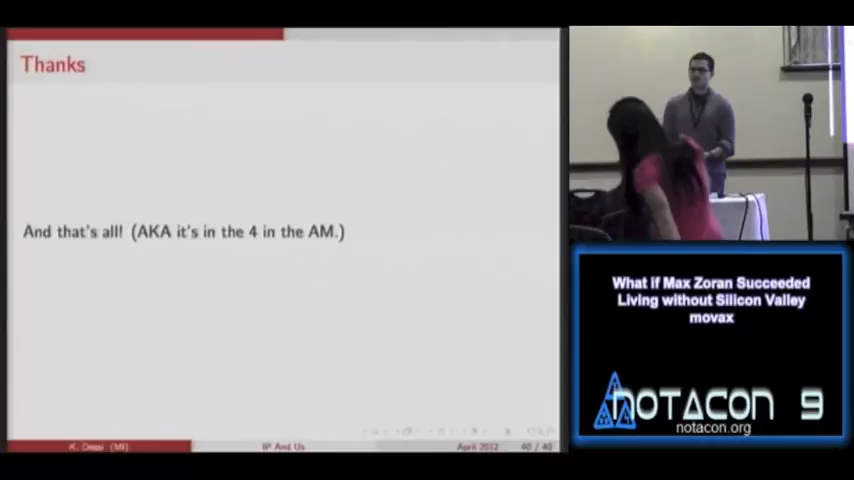 Thanks
And that's all! (AKA it's in the 4 in the AM.)
IP And Us
April 2012
40 / 40
What if Max Zoran Succeeded
Living without Silicon Valley
movax
NOTACON 9
notacon.org